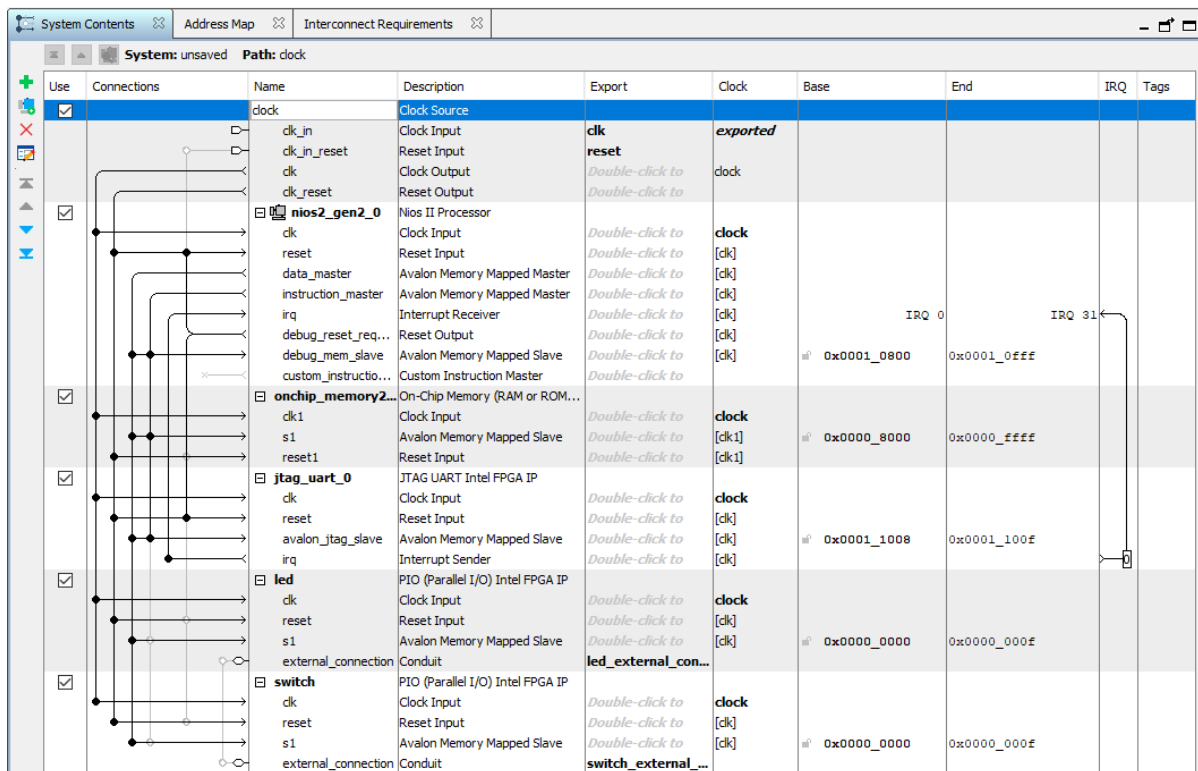 System Contents Address Map Interconnect Requirements
System: unsaved Path: clock
Use Connections Name Description Export Clock Base End IRQ Tags
clock Clock Source
clk_in Clock Input clk exported
clk_in_reset Reset Input reset
clk Clock Output Double-click to clock
clk_reset Reset Output Double-click to
nios2_gen2_0 Nios II Processor
clk Clock Input Double-click to clock
reset Reset Input Double-click to [clk]
data_master Avalon Memory Mapped Master Double-click to [clk]
instruction_master Avalon Memory Mapped Master Double-click to [clk]
irq Interrupt Receiver Double-click to [clk] IRQ 0 IRQ 31
debug_reset_req... Reset Output Double-click to [clk]
debug_mem_slave Avalon Memory Mapped Slave Double-click to [clk] 0x0001_0800 0x0001_0fff
custom_instructio... Custom Instruction Master Double-click to
onchip_memory2... On-Chip Memory (RAM or ROM...
clk1 Clock Input Double-click to clock
s1 Avalon Memory Mapped Slave Double-click to [clk1] 0x0000_8000 0x0000_ffff
reset1 Reset Input Double-click to [clk1]
jtag_uart_0 JTAG UART Intel FPGA IP
clk Clock Input Double-click to clock
reset Reset Input Double-click to [clk]
avalon_jtag_slave Avalon Memory Mapped Slave Double-click to [clk] 0x0001_1008 0x0001_100f
irq Interrupt Sender Double-click to [clk] 0
led PIO (Parallel I/O) Intel FPGA IP
clk Clock Input Double-click to clock
reset Reset Input Double-click to [clk]
s1 Avalon Memory Mapped Slave Double-click to [clk] 0x0000_0000 0x0000_000f
external_connection Conduit led_external_con...
switch PIO (Parallel I/O) Intel FPGA IP
clk Clock Input Double-click to clock
reset Reset Input Double-click to [clk]
s1 Avalon Memory Mapped Slave Double-click to [clk] 0x0000_0000 0x0000_000f
external_connection Conduit switch_external_...